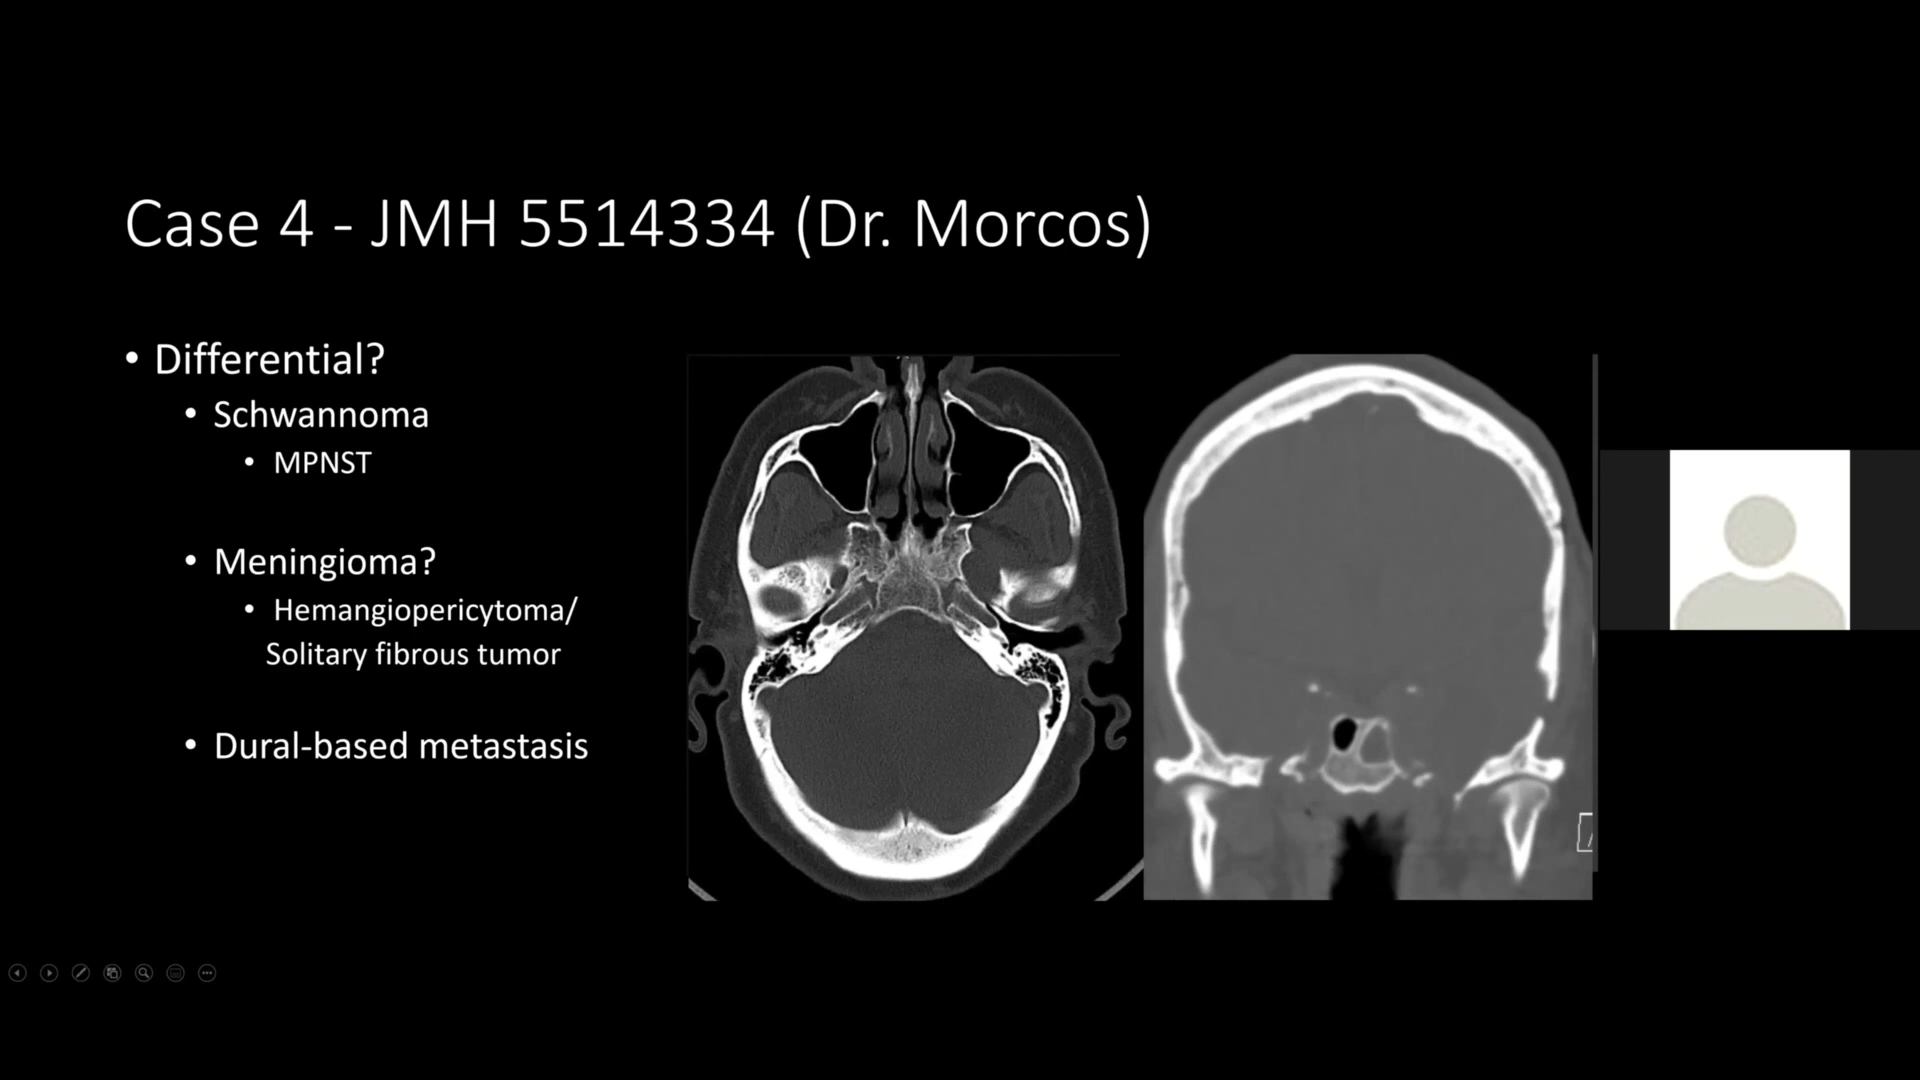 Case 4 - JMH 5514334 (Dr. Morcos)
• Differential?
• Schwannoma
• MPNST
• Meningioma?
• Hemangiopericytoma/
Solitary fibrous tumor
• Dural-based metastasis